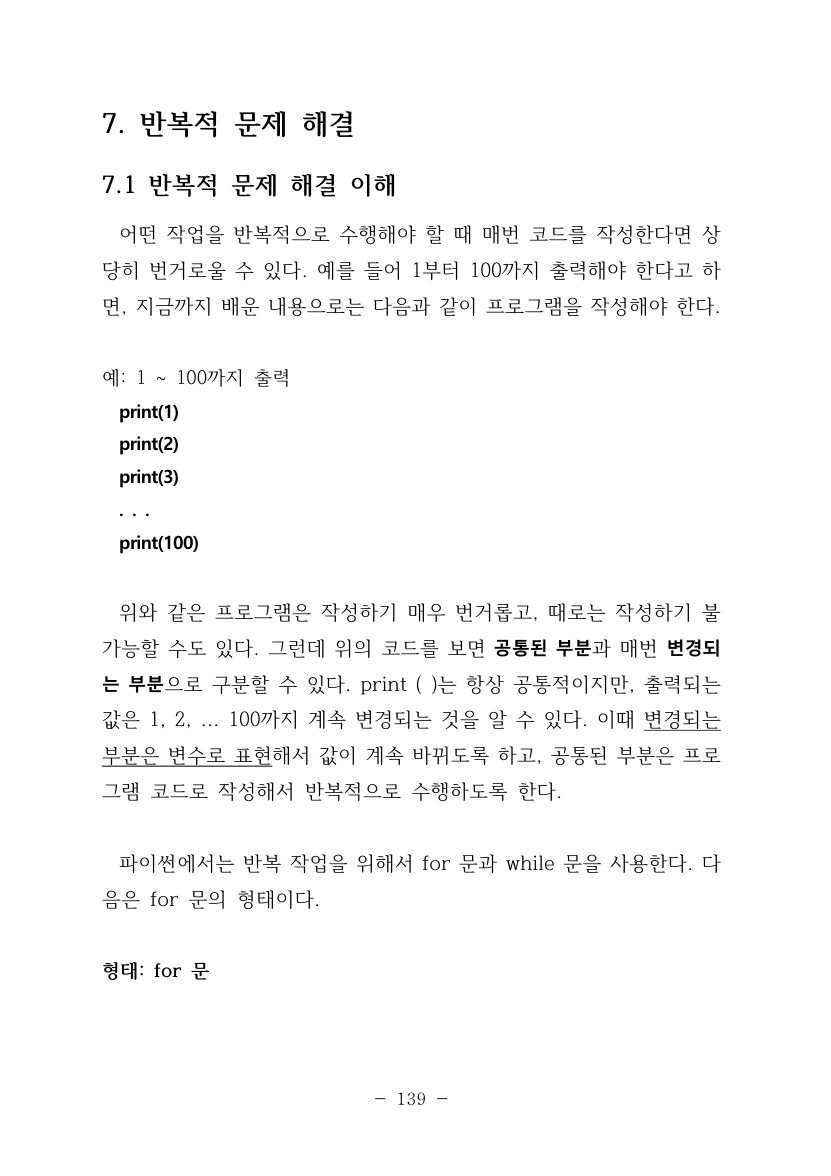 7. 반복적 문제 해결
7.1 반복적 문제 해결 이해
어떤 작업을 반복적으로 수행해야 할 때 매번 코드를 작성한다면 상
당히 번거로울 수 있다. 예를 들어 1부터 100까지 출력해야 한다고 하
면, 지금까지 배운 내용으로는 다음과 같이 프로그램을 작성해야 한다.
예: 1 ~ 100까지 출력
print(1)
print(2)
print(3)
. . .
print(100)
위와 같은 프로그램은 작성하기 매우 번거롭고, 때로는 작성하기 불
가능할 수도 있다. 그런데 위의 코드를 보면 공통된 부분과 매번 변경되
는 부분으로 구분할 수 있다. print ( )는 항상 공통적이지만, 출력되는
값은 1, 2, … 100까지 계속 변경되는 것을 알 수 있다. 이때 변경되는
부분은 변수로 표현해서 값이 계속 바뀌도록 하고, 공통된 부분은 프로
그램 코드로 작성해서 반복적으로 수행하도록 한다.
파이썬에서는 반복 작업을 위해서 for 문과 while 문을 사용한다. 다
음은 for 문의 형태이다.
형태: for 문
- 139 -